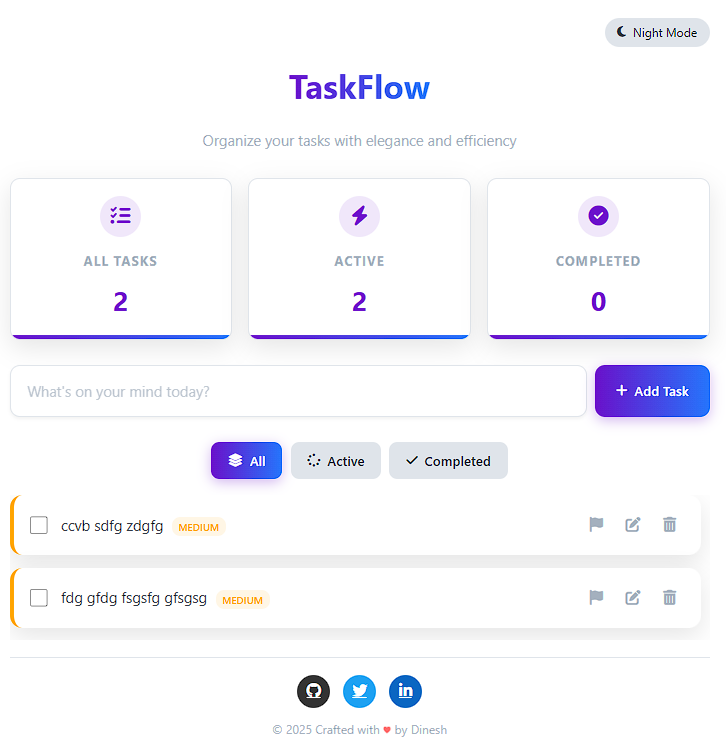 Night Mode
TaskFlow
Organize your tasks with elegance and efficiency
ALL TASKS
2
ACTIVE
2
COMPLETED
0
What's on your mind today?
+ Add Task
All
Active
Completed
ccvb sdfg zdgfg MEDIUM
fdg gfdg fsgsfg gfsgsg MEDIUM
in
© 2025 Crafted with ❤ by Dinesh